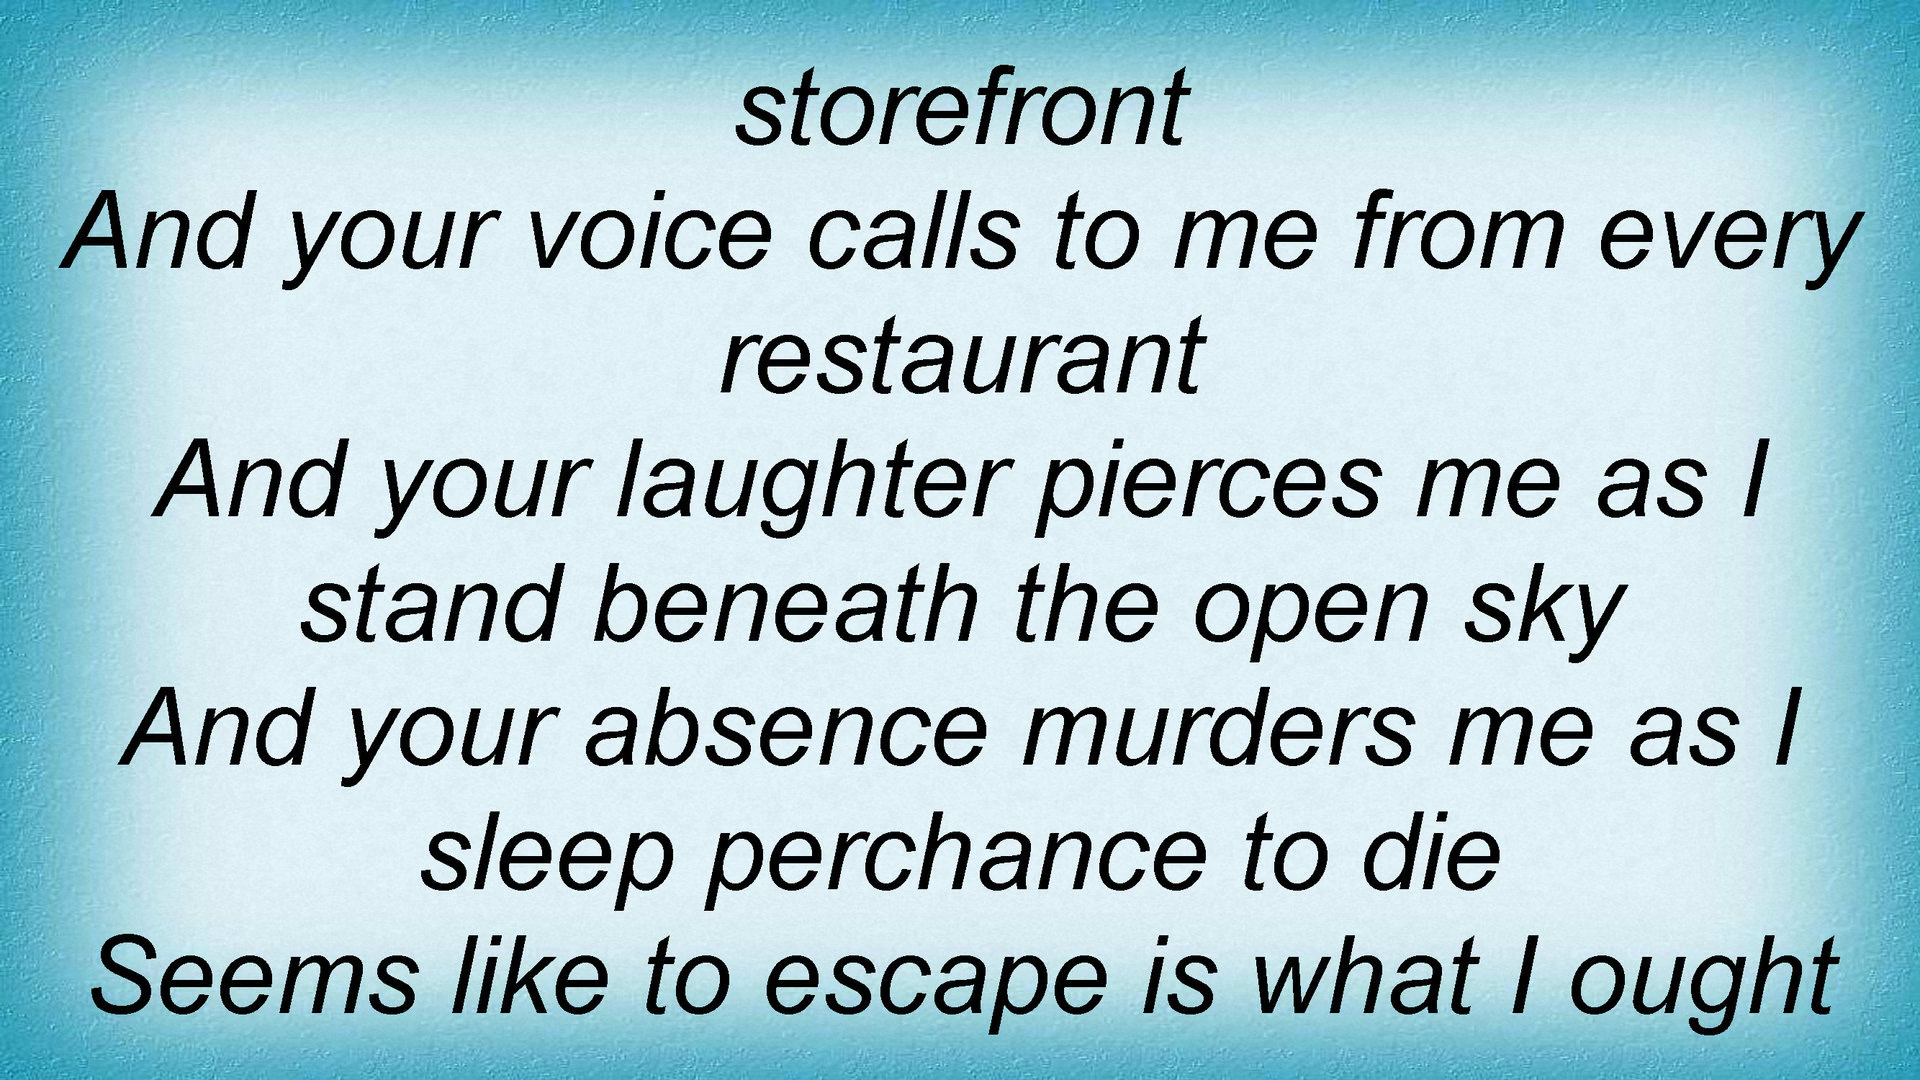 storefront
And your voice calls to me from every
restaurant
And your laughter pierces me as I
stand beneath the open sky
And your absence murders me as I
sleep perchance to die
Seems like to escape is what I ought